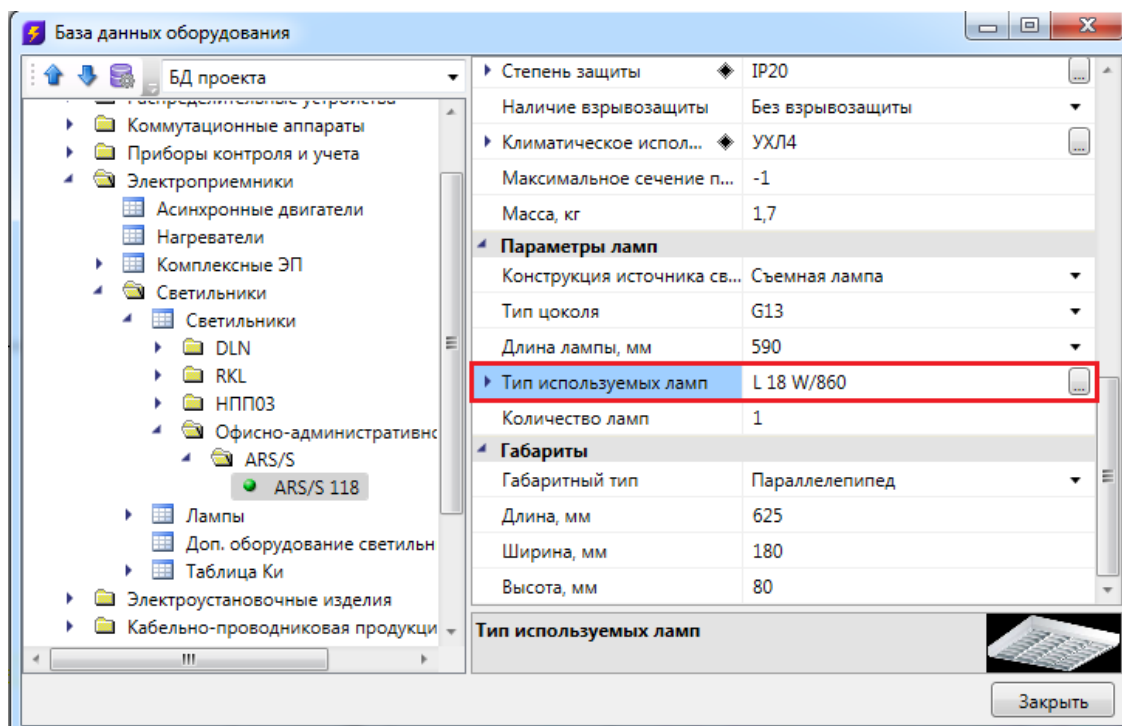 База данных оборудования
БД проекта
Распределительные устройства
Коммутационные аппараты
Приборы контроля и учета
Электроприемники
Асинхронные двигатели
Нагреватели
Комплексные ЭП
Светильники
Светильники
DLN
RKL
НПП03
Офисно-административно
ARS/S
ARS/S 118
Лампы
Доп. оборудование светильн
Таблица Ки
Электроустановочные изделия
Кабельно-проводниковая продукци
Степень защиты IP20
Наличие взрывозащиты Без взрывозащиты
Климатическое испол... УХЛ4
Максимальное сечение п... -1
Масса, кг 1,7
Параметры ламп
Конструкция источника св... Съемная лампа
Тип цоколя G13
Длина лампы, мм 590
Тип используемых ламп L 18 W/860
Количество ламп 1
Габариты
Габаритный тип Параллелепипед
Длина, мм 625
Ширина, мм 180
Высота, мм 80
Тип используемых ламп
Закрыть